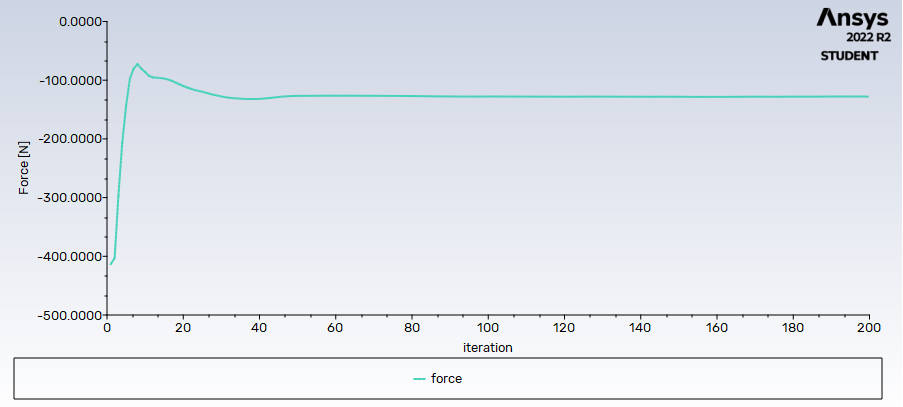 Ansys
2022 R2
STUDENT
0.0000
-100.0000
-200.0000
-300.0000
-400.0000
-500.0000
Force [N]
0 20 40 60 80 100 120 140 160 180 200
iteration
force